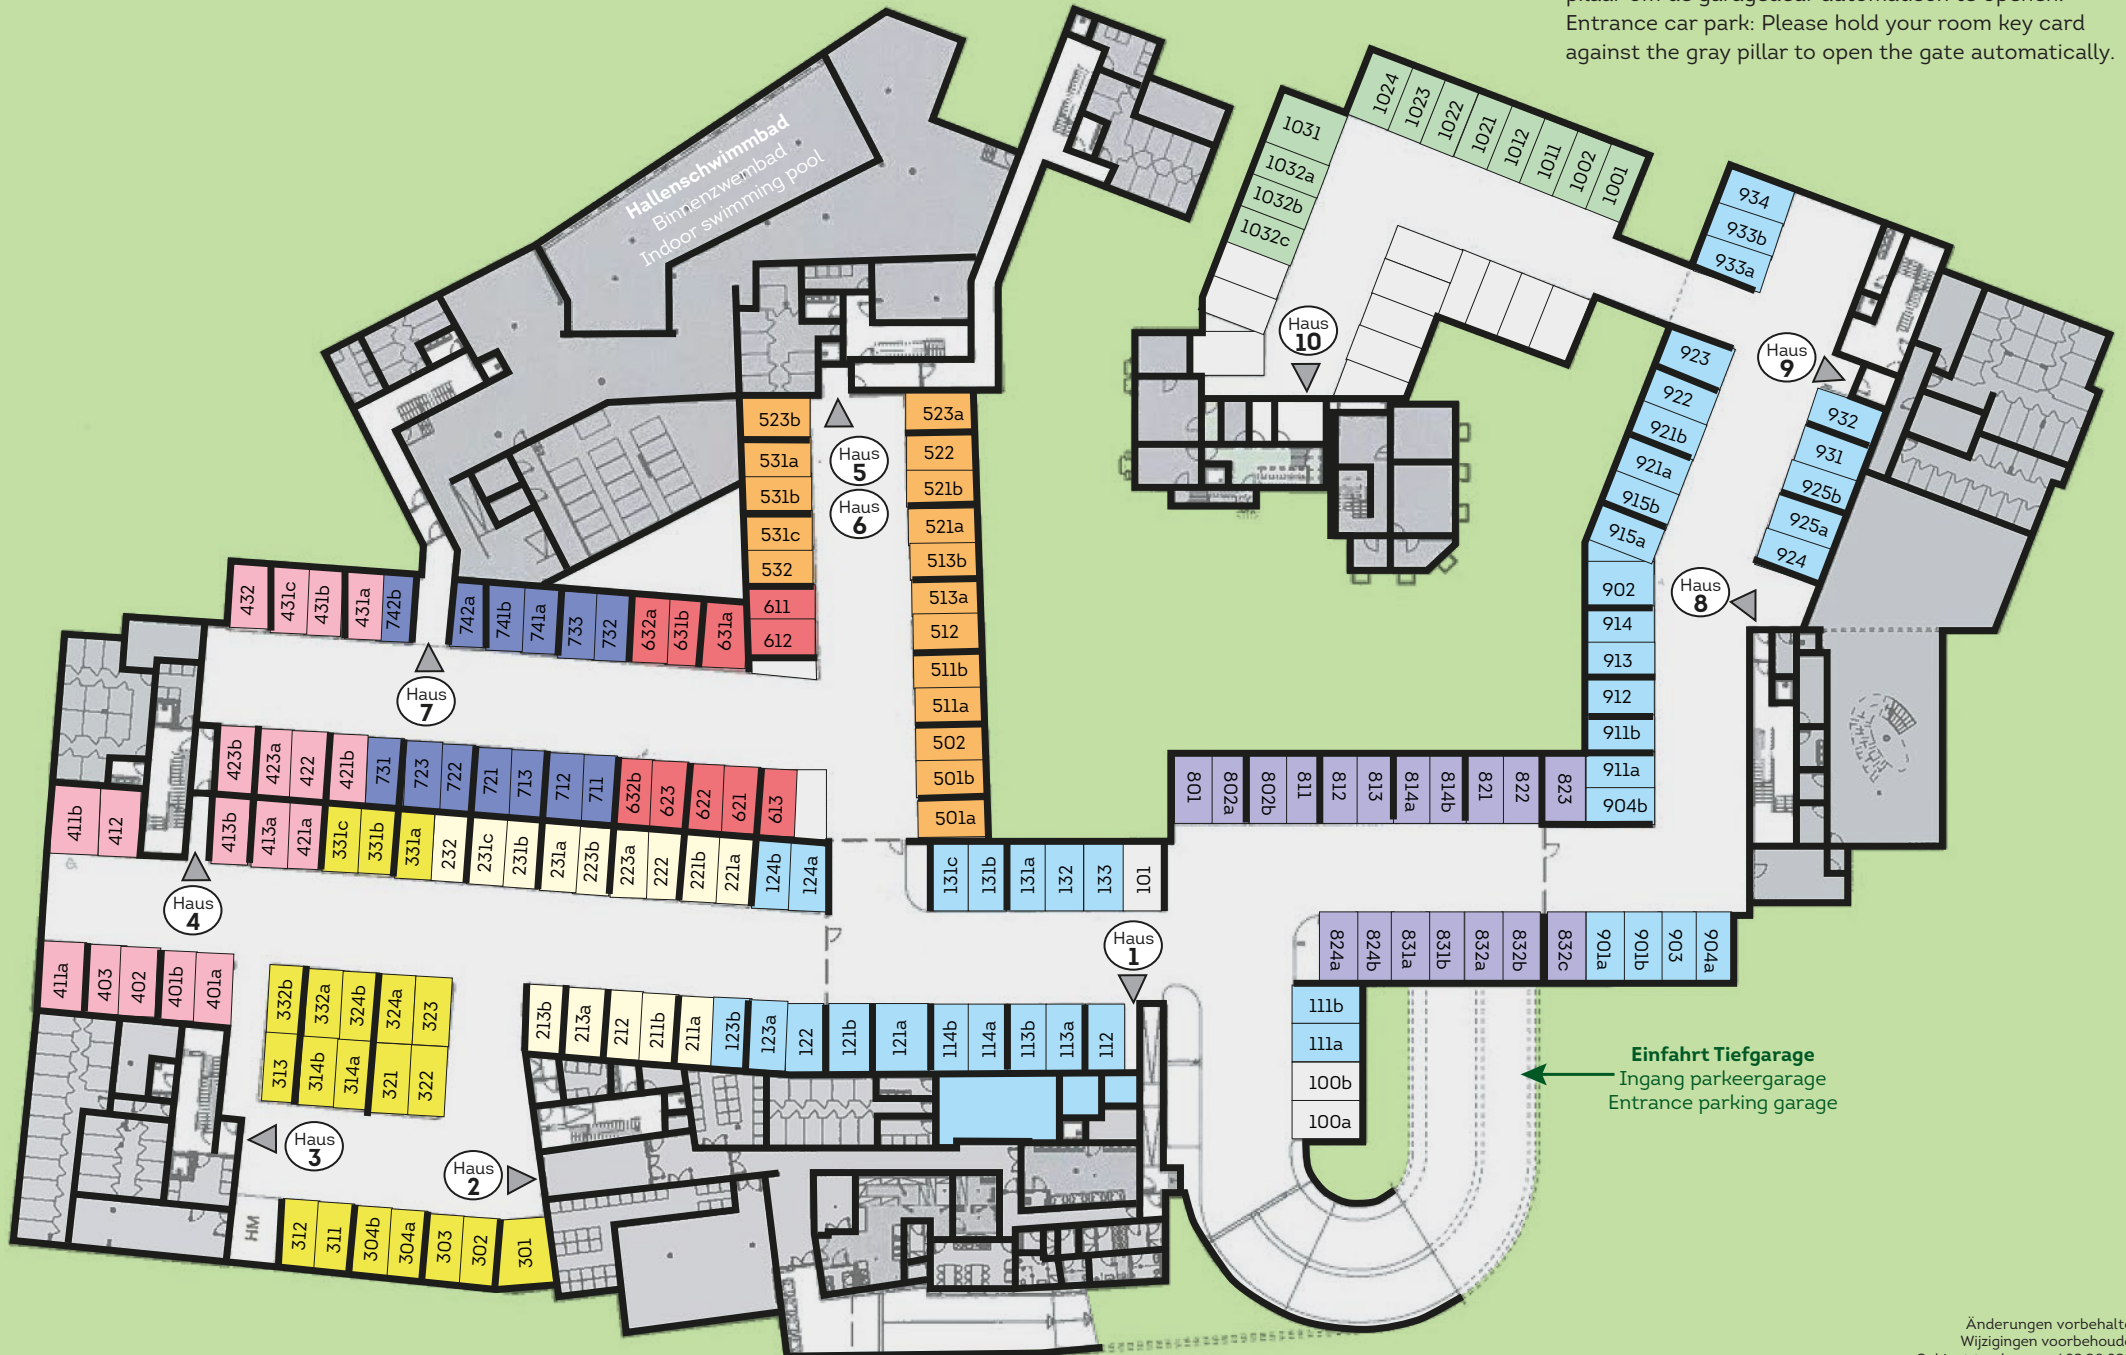 Entrance car park: Please hold your room key card
against the gray pillar to open the gate automatically.
Hallenschwimmbad
Binnenzwembad
Indoor swimming pool
1024
1023
1022
1021
1012
1011
1002
1001
1031
1032a
1032b
1032c
934
933b
933a
Haus
10
Haus
9
923
922
921b
921a
915b
915a
932
931
925b
925a
924
Haus
8
902
914
913
912
911b
911a
904b
523b
531a
531b
531c
532
611
612
Haus
5
Haus
6
523a
522
521b
521a
513b
513a
512
511b
511a
502
501b
501a
432
431c
431b
431a
742b
742a
741b
741a
733
732
632a
631b
631a
Haus
7
423b
423a
422
421b
731
723
722
721
713
712
711
632b
623
622
621
613
411b
412
413b
413a
421a
331c
331b
331a
232
231c
231b
231a
223b
223a
222
221b
221a
124b
124a
131c
131b
131a
132
133
101
801
802a
802b
811
812
813
814a
814b
821
822
823
Haus
4
Haus
1
824a
824b
831a
831b
832a
832b
832c
901a
901b
903
904a
411a
403
402
401b
401a
332b
332a
324b
324a
323
313
314b
314a
321
322
213b
213a
212
211b
211a
123b
123a
122
121b
121a
114b
114a
113b
113a
112
111b
111a
100b
100a
Einfahrt Tiefgarage
Ingang parkeergarage
Entrance parking garage
Haus
3
Haus
2
HM
312
311
304b
304a
303
302
301
Änderungen vorbehalte
Wijzigingen voorbehoude